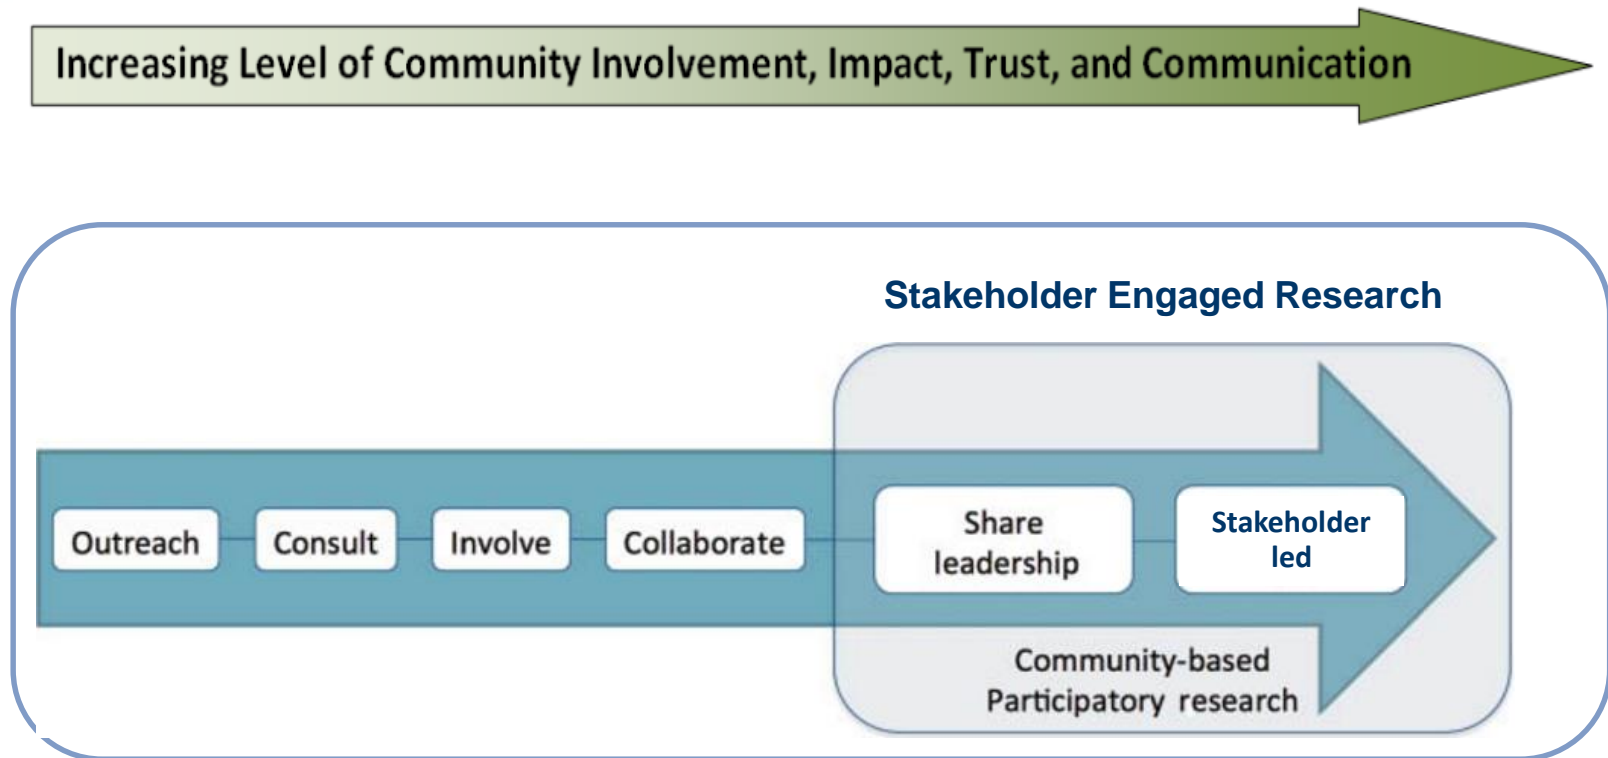 Increasing Level of Community Involvement, Impact, Trust, and Communication
Stakeholder Engaged Research
Outreach
Consult
Involve
Collaborate
Share
leadership
Stakeholder
led
Community-based
Participatory research